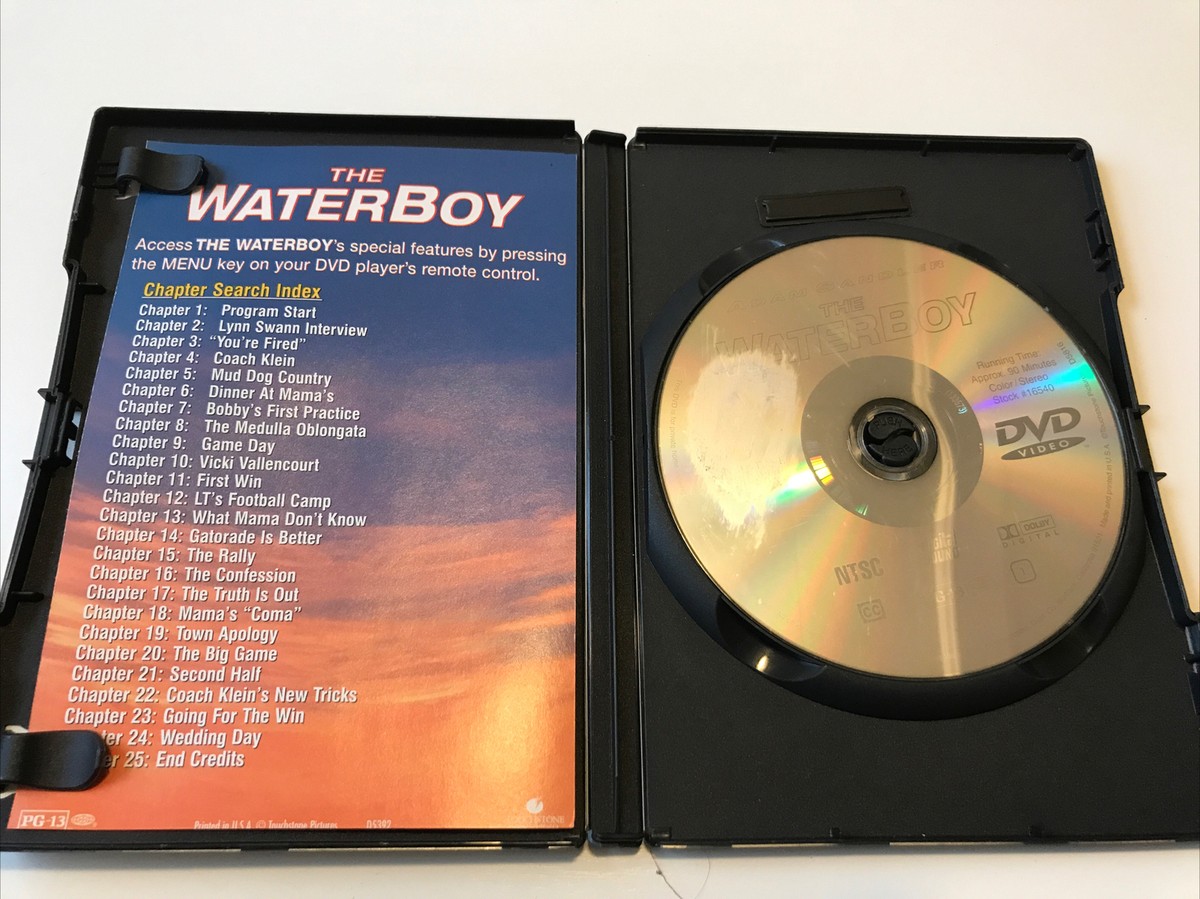 THE
WATERBOY
Access THE WATERBOY's special features by pressing
the MENU key on your DVD player's remote control.
Chapter Search Index
Chapter 1: Program Start
Chapter 2: Lynn Swann Interview
Chapter 3: "You're Fired"
Chapter 4: Coach Klein
Chapter 5: Mud Dog Country
Chapter 6: Dinner At Mama's
Chapter 7: Bobby's First Practice
Chapter 8: The Medulla Oblongata
Chapter 9: Game Day
Chapter 10: Vicki Vallencourt
Chapter 11: First Win
Chapter 12: LT's Football Camp
Chapter 13: What Mama Don't Know
Chapter 14: Gatorade Is Better
Chapter 15: The Rally
Chapter 16: The Confession
Chapter 17: The Truth Is Out
Chapter 18: Mama's "Coma"
Chapter 19: Town Apology
Chapter 20: The Big Game
Chapter 21: Second Half
Chapter 22: Coach Klein's New Tricks
Chapter 23: Going For The Win
ter 24: Wedding Day
er 25: End Credits
PG-13
Printed in U.S.A. © Touchstone Pictures D5392
THE
WATERBOY
Running Time:
Approx. 90 Minutes
Color/Stereo
Stock #16540
DVD
VIDEO
PUSH
DOLBY
DIGITAL
NTSC
CC